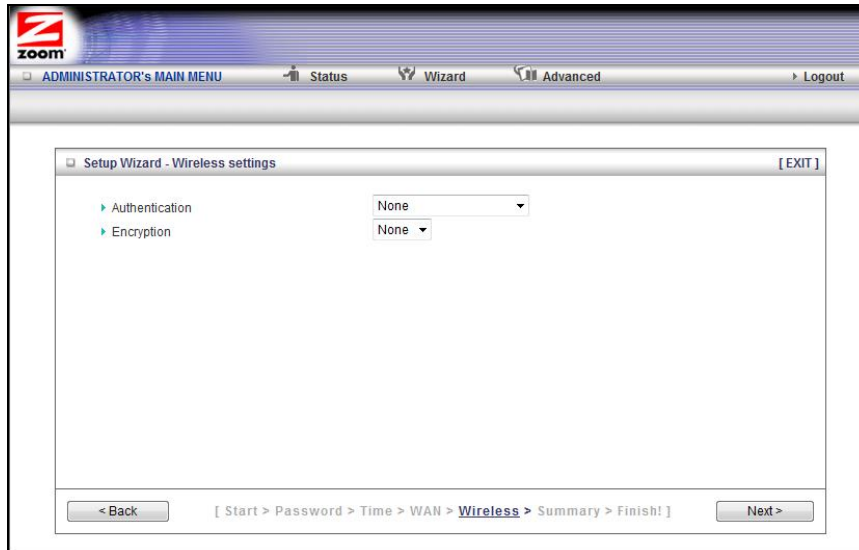 zoom
ADMINISTRATOR's MAIN MENU Status Wizard Advanced Logout
Setup Wizard - Wireless settings [ EXIT ]
Authentication None
Encryption None
< Back [ Start > Password > Time > WAN > Wireless > Summary > Finish! ] Next >